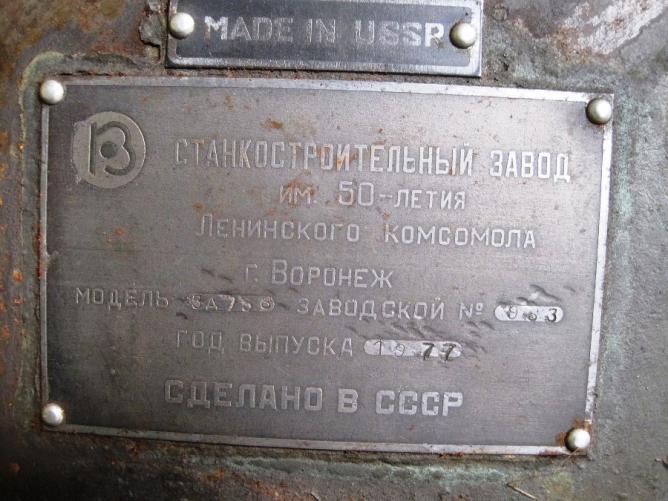 MADE IN USSR
СТАНКОСТРОИТЕЛЬНЫЙ ЗАВОД
ИМ. 50-ЛЕТИЯ
ЛЕНИНСКОГО КОМСОМОЛА
Г. ВОРОНЕЖ
МОДЕЛЬ ЗАВОДСКОЙ №
ГОД ВЫПУСКА 1977
СДЕЛАНО В СССР